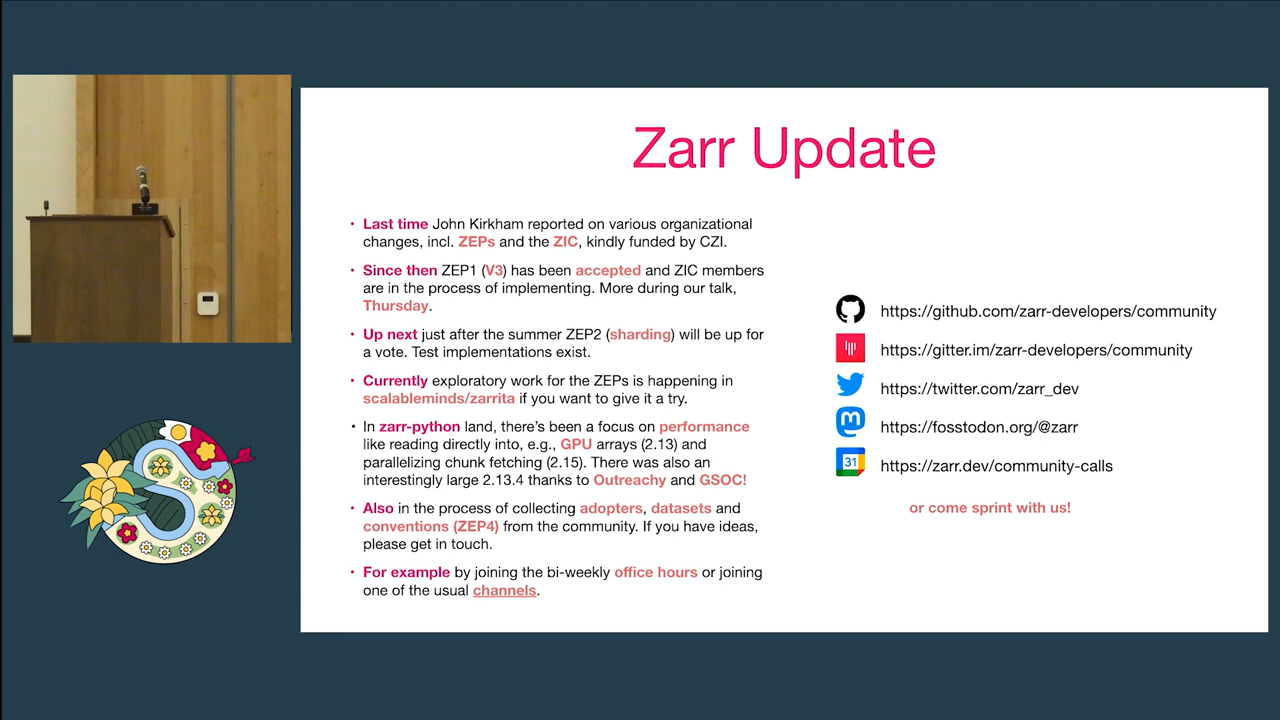 Zarr Update
• Last time John Kirkham reported on various organizational
changes, incl. ZEPs and the ZIC, kindly funded by CZI.
• Since then ZEP1 (V3) has been accepted and ZIC members
are in the process of implementing. More during our talk,
Thursday.
• Up next just after the summer ZEP2 (sharding) will be up for
a vote. Test implementations exist.
• Currently exploratory work for the ZEPs is happening in
scalableminds/zarrita if you want to give it a try.
• In zarr-python land, there's been a focus on performance
like reading directly into, e.g., GPU arrays (2.13) and
parallelizing chunk fetching (2.15). There was also an
interestingly large 2.13.4 thanks to Outreachy and GSOC!
• Also in the process of collecting adopters, datasets and
conventions (ZEP4) from the community. If you have ideas,
please get in touch.
• For example by joining the bi-weekly office hours or joining
one of the usual channels.
https://github.com/zarr-developers/community
https://gitter.im/zarr-developers/community
https://twitter.com/zarr_dev
https://fosstodon.org/@zarr
31 https://zarr.dev/community-calls
or come sprint with us!